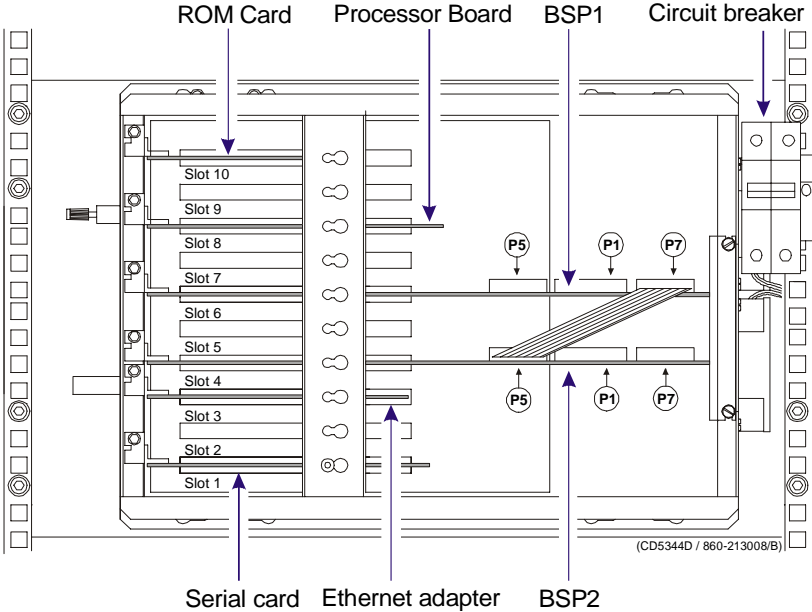 ROM Card Processor Board BSP1 Circuit breaker
Slot 10
Slot 9
Slot 8
P5 P1 P7
Slot 7
Slot 6
Slot 5
Slot 4
P5 P1 P7
Slot 3
Slot 2
Slot 1
(CD5344D / 860-213008/B)
Serial card Ethernet adapter BSP2